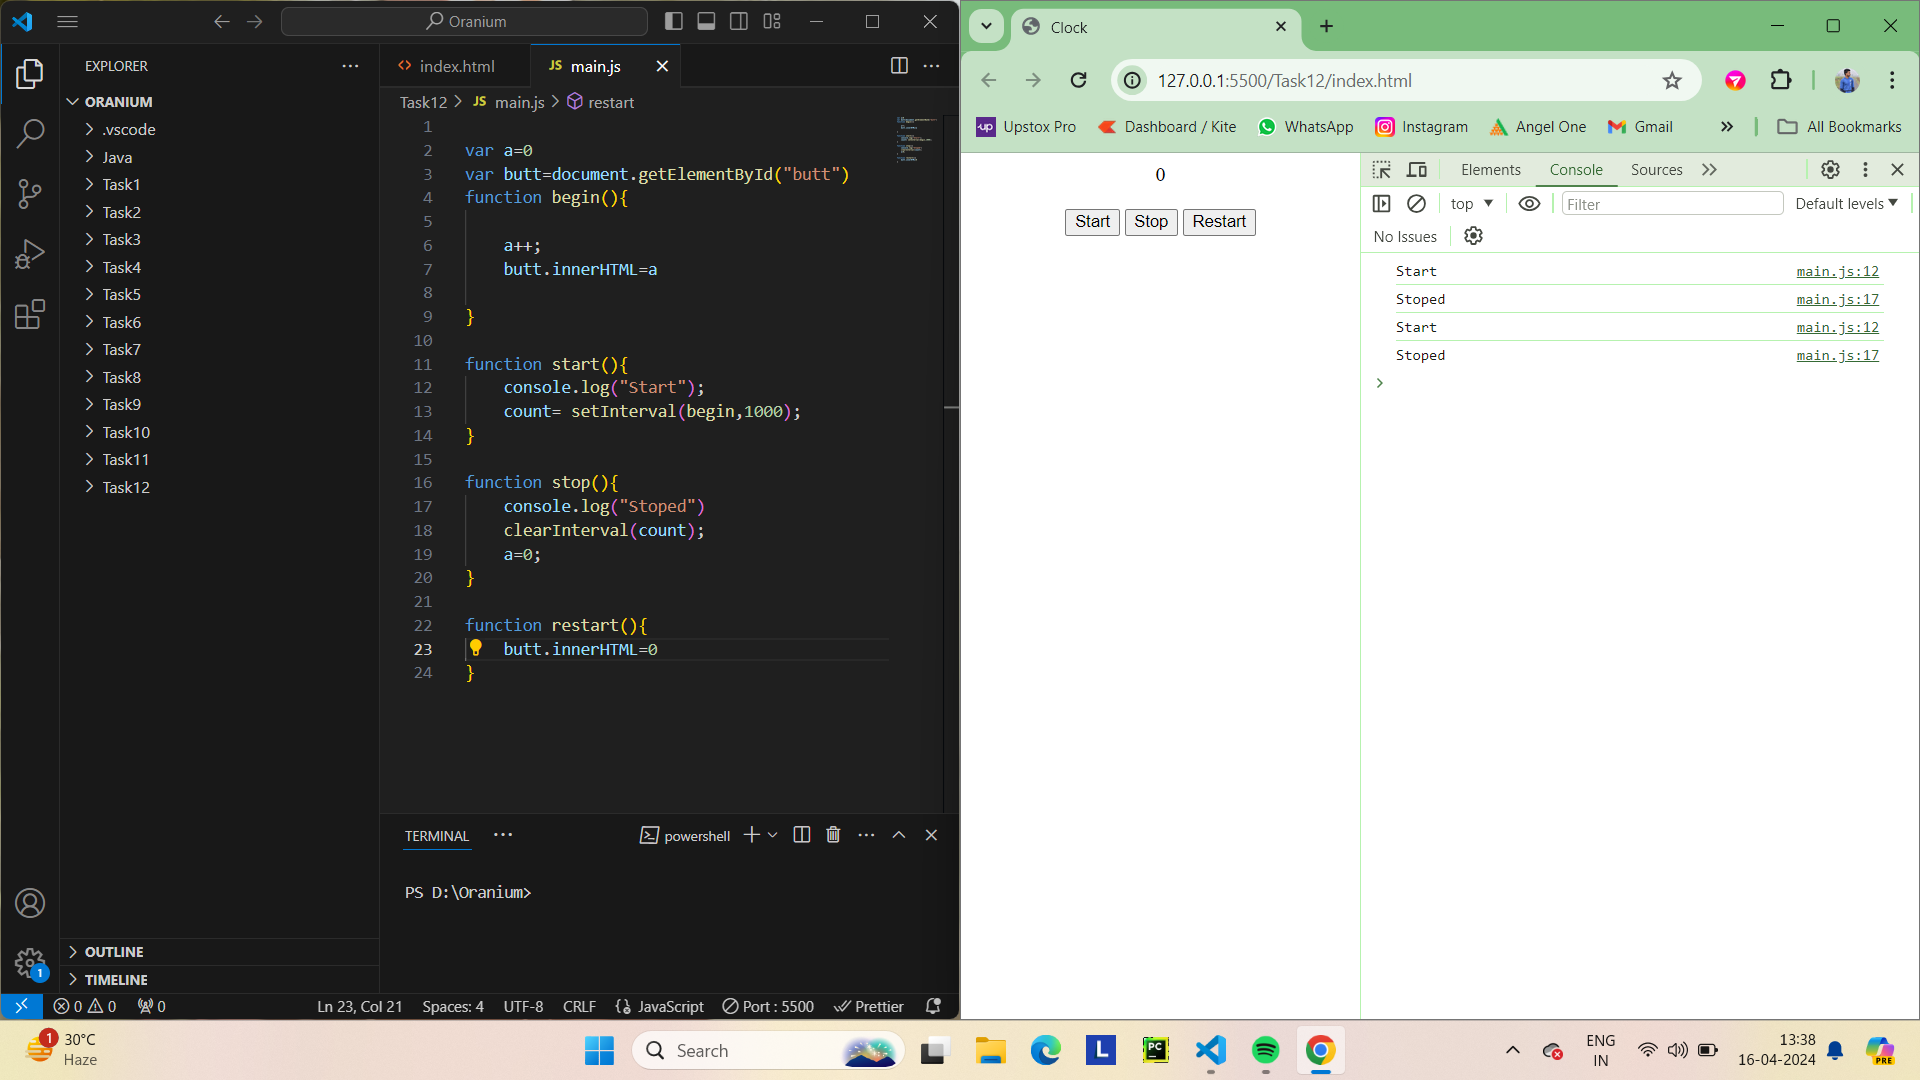 Oranium
EXPLORER
ORANIUM
.vscode
Java
Task1
Task2
Task3
Task4
Task5
Task6
Task7
Task8
Task9
Task10
Task11
Task12
OUTLINE
TIMELINE
index.html
JS main.js
Task12 > JS main.js > restart
1
2 var a=0
3 var butt=document.getElementById("butt")
4 function begin(){
5
6 a++;
7 butt.innerHTML=a
8
9 }
10
11 function start(){
12 console.log("Start");
13 count= setInterval(begin,1000);
14 }
15
16 function stop(){
17 console.log("Stoped")
18 clearInterval(count);
19 a=0;
20 }
21
22 function restart(){
23 butt.innerHTML=0
24 }
TERMINAL
powershell
PS D:\Oranium>
1
0 0 0 Ln 23, Col 21 Spaces: 4 UTF-8 CRLF {} JavaScript Port : 5500 Prettier
Clock
127.0.0.1:5500/Task12/index.html
up Upstox Pro Dashboard / Kite WhatsApp Instagram Angel One Gmail All Bookmarks
0
Start Stop Restart
Elements Console Sources
top Filter Default levels
No Issues
Start main.js:12
Stoped main.js:17
Start main.js:12
Stoped main.js:17
1 30°C
Haze
Search
L
PC
ENG
IN
13:38
16-04-2024
PRE